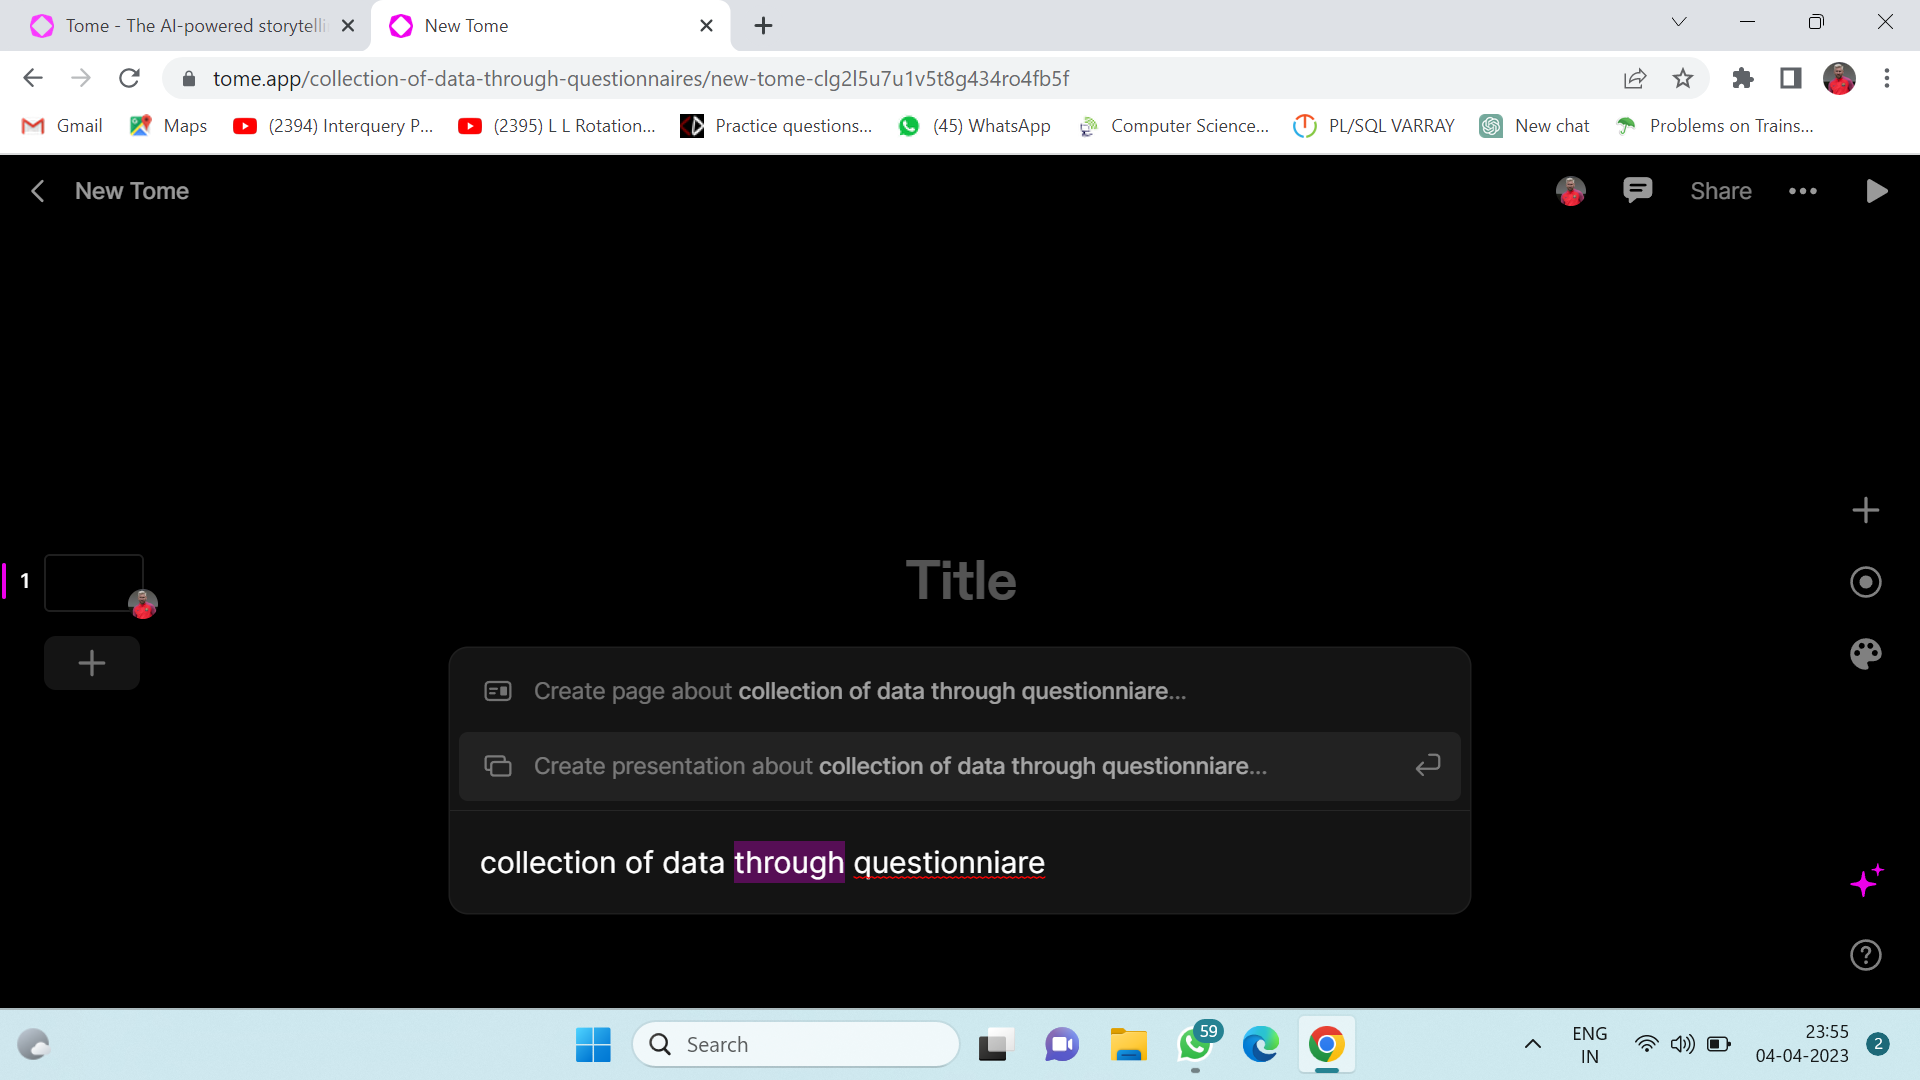 Tome - The AI-powered storytelli
New Tome
tome.app/collection-of-data-through-questionnaires/new-tome-clg2l5u7u1v5t8g434ro4fb5f
Gmail
Maps
(2394) Interquery P...
(2395) L L Rotation...
Practice questions...
(45) WhatsApp
Computer Science...
PL/SQL VARRAY
New chat
Problems on Trains...
New Tome
Share
1
Title
Create page about collection of data through questionniare...
Create presentation about collection of data through questionniare...
collection of data through questionniare
Search
59
ENG
IN
23:55
04-04-2023
2